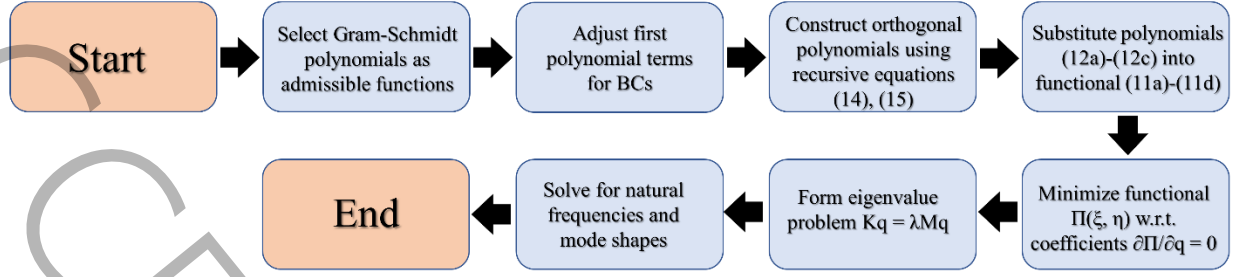 Start
Select Gram-Schmidt
polynomials as
admissible functions
Adjust first
polynomial terms
for BCs
Construct orthogonal
polynomials using
recursive equations
(14), (15)
Substitute polynomials
(12a)-(12c) into
functional (11a)-(11d)
Minimize functional
Π(ξ, η) w.r.t.
coefficients ∂Π/∂q = 0
Form eigenvalue
problem Kq = λMq
Solve for natural
frequencies and
mode shapes
End